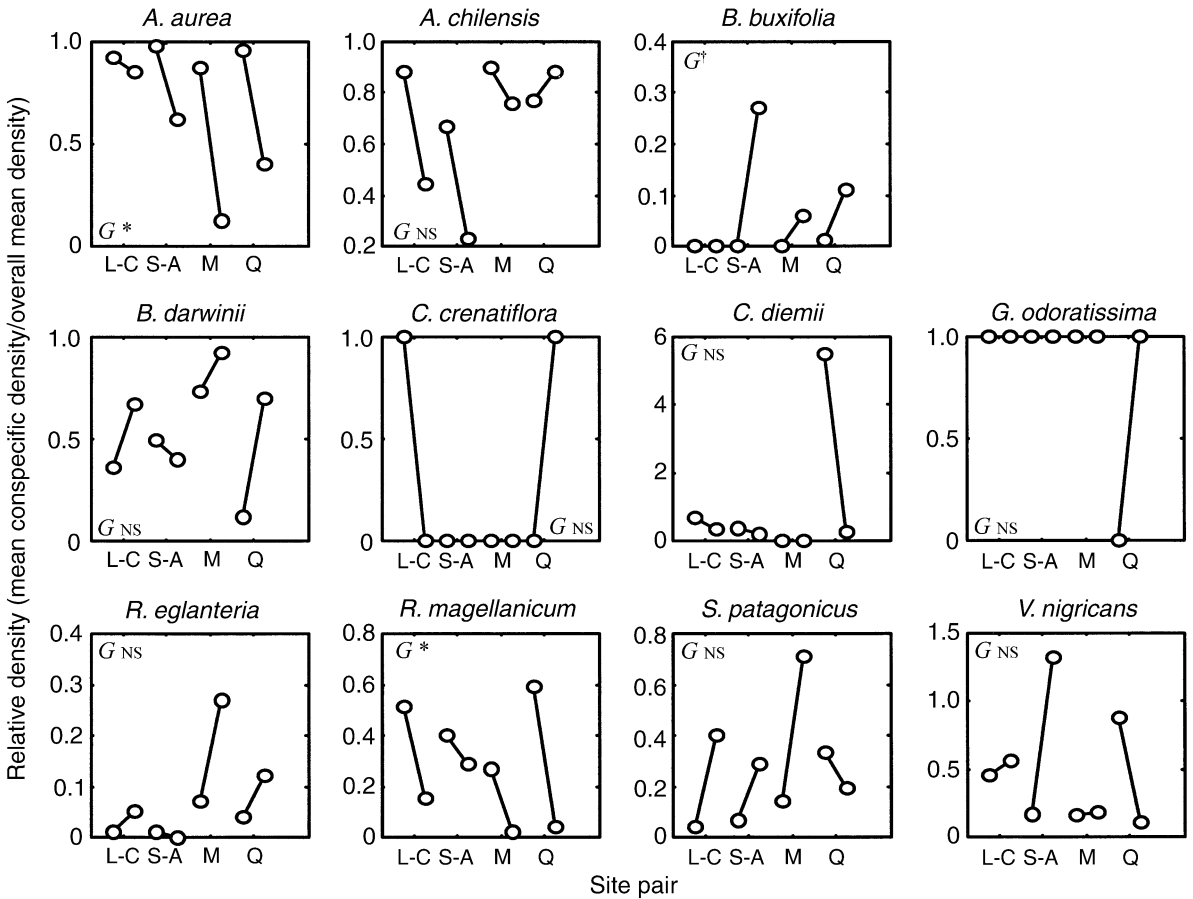 Relative density (mean conspecific density/overall mean density)
A. aurea
1.0
0.5
0
G *
L-C S-A M Q
A. chilensis
1.0
0.8
0.6
0.4
0.2
G NS
L-C S-A M Q
B. buxifolia
0.4
0.3
0.2
0.1
0
G†
L-C S-A M Q
B. darwinii
1.0
0.5
0
G NS
L-C S-A M Q
C. crenatiflora
1.0
0.5
0
G NS
L-C S-A M Q
C. diemii
6
4
2
0
G NS
L-C S-A M Q
G. odoratissima
1.0
0.5
0
G NS
L-C S-A M Q
R. eglanteria
0.4
0.3
0.2
0.1
0
G NS
L-C S-A M Q
R. magellanicum
0.8
0.6
0.4
0.2
0
G *
L-C S-A M Q
S. patagonicus
0.8
0.6
0.4
0.2
0
G NS
L-C S-A M Q
V. nigricans
1.5
1.0
0.5
0
G NS
L-C S-A M Q
Site pair